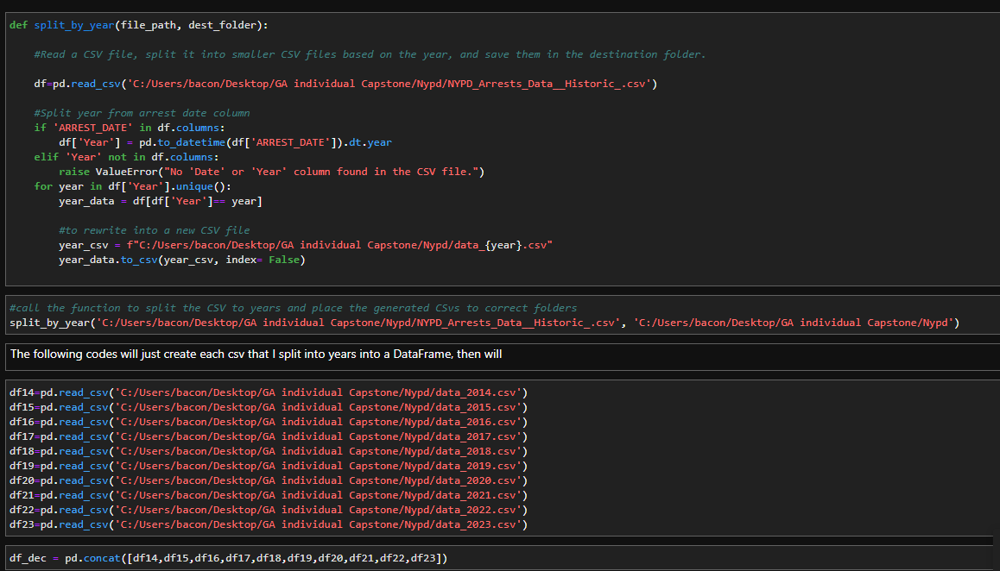 def split_by_year(file_path, dest_folder):
#Read a CSV file, split it into smaller CSV files based on the year, and save them in the destination folder.
df=pd.read_csv('C:/Users/bacon/Desktop/GA individual Capstone/Nypd/NYPD_Arrests_Data__Historic_.csv')
#Split year from arrest date column
if 'ARREST_DATE' in df.columns:
df['Year'] = pd.to_datetime(df['ARREST_DATE']).dt.year
elif 'Year' not in df.columns:
raise ValueError("No 'Date' or 'Year' column found in the CSV file.")
for year in df['Year'].unique():
year_data = df[df['Year']== year]
#to rewrite into a new CSV file
year_csv = f"C:/Users/bacon/Desktop/GA individual Capstone/Nypd/data_{year}.csv"
year_data.to_csv(year_csv, index= False)
#call the function to split the CSV to years and place the generated CSvs to correct folders
split_by_year('C:/Users/bacon/Desktop/GA individual Capstone/Nypd/NYPD_Arrests_Data__Historic_.csv', 'C:/Users/bacon/Desktop/GA individual Capstone/Nypd')
The following codes will just create each csv that I split into years into a DataFrame, then will
df14=pd.read_csv('C:/Users/bacon/Desktop/GA individual Capstone/Nypd/data_2014.csv')
df15=pd.read_csv('C:/Users/bacon/Desktop/GA individual Capstone/Nypd/data_2015.csv')
df16=pd.read_csv('C:/Users/bacon/Desktop/GA individual Capstone/Nypd/data_2016.csv')
df17=pd.read_csv('C:/Users/bacon/Desktop/GA individual Capstone/Nypd/data_2017.csv')
df18=pd.read_csv('C:/Users/bacon/Desktop/GA individual Capstone/Nypd/data_2018.csv')
df19=pd.read_csv('C:/Users/bacon/Desktop/GA individual Capstone/Nypd/data_2019.csv')
df20=pd.read_csv('C:/Users/bacon/Desktop/GA individual Capstone/Nypd/data_2020.csv')
df21=pd.read_csv('C:/Users/bacon/Desktop/GA individual Capstone/Nypd/data_2021.csv')
df22=pd.read_csv('C:/Users/bacon/Desktop/GA individual Capstone/Nypd/data_2022.csv')
df23=pd.read_csv('C:/Users/bacon/Desktop/GA individual Capstone/Nypd/data_2023.csv')
df_dec = pd.concat([df14,df15,df16,df17,df18,df19,df20,df21,df22,df23])